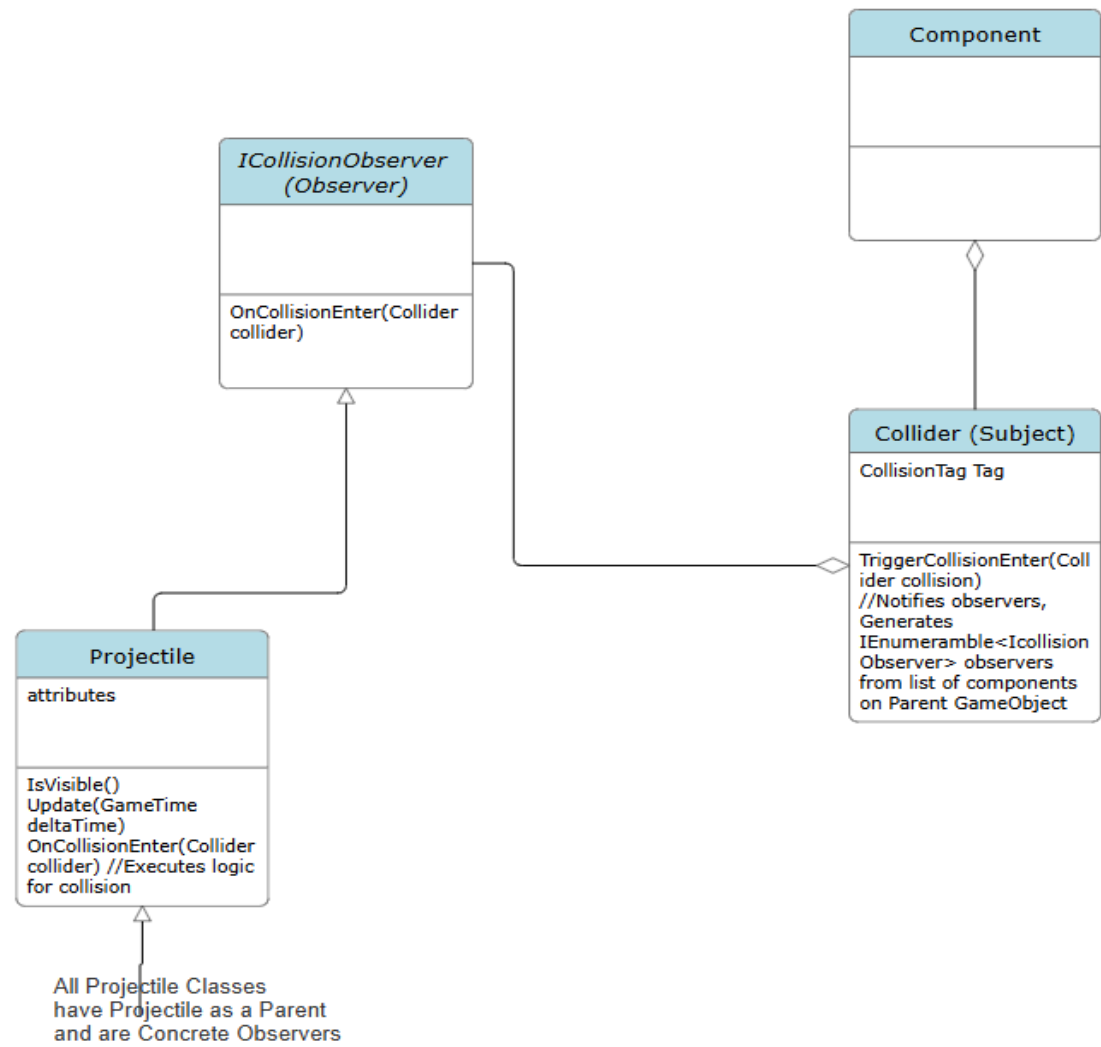 Component
ICollisionObserver
(Observer)
OnCollisionEnter(Collider
collider)
Collider (Subject)
CollisionTag Tag
TriggerCollisionEnter(Coll
ider collision)
//Notifies observers,
Generates
IEnumeramble<Icollision
Observer> observers
from list of components
on Parent GameObject
Projectile
attributes
IsVisible()
Update(GameTime
deltaTime)
OnCollisionEnter(Collider
collider) //Executes logic
for collision
All Projectile Classes
have Projectile as a Parent
and are Concrete Observers